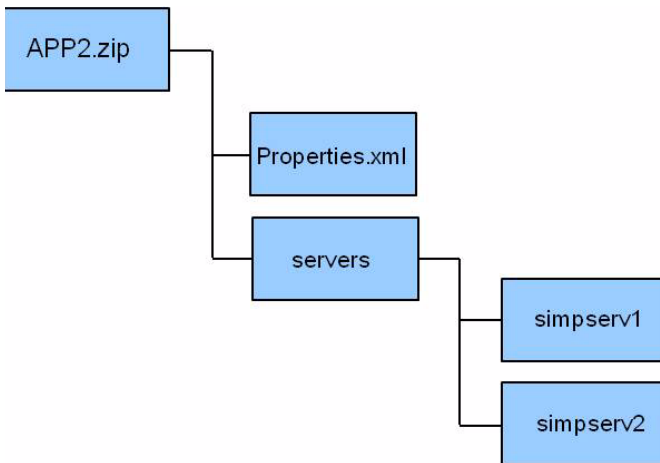 APP2.zip
Properties.xml
servers
simpserv1
simpserv2